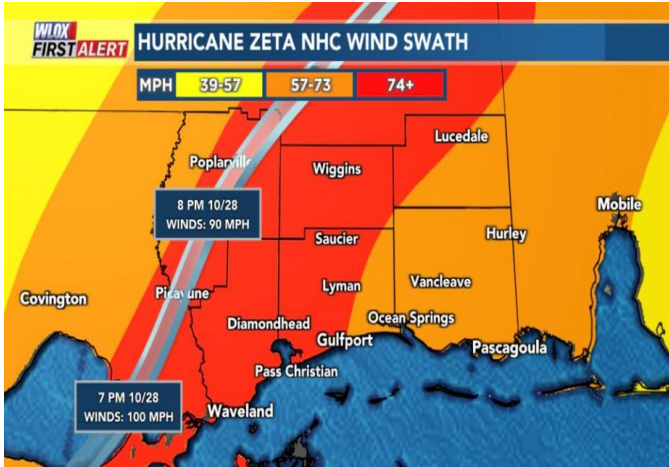 WLOX
FIRST ALERT
HURRICANE ZETA NHC WIND SWATH
MPH 39-57 57-73 74+
Lucedale
Poplarville
Wiggins
8 PM 10/28
WINDS: 90 MPH
Mobile
Saucier
Hurley
Picayune
Lyman
Vancleave
Covington
Diamondhead
Ocean Springs
Gulfport
Pascagoula
Pass Christian
7 PM 10/28
WINDS: 100 MPH
Waveland